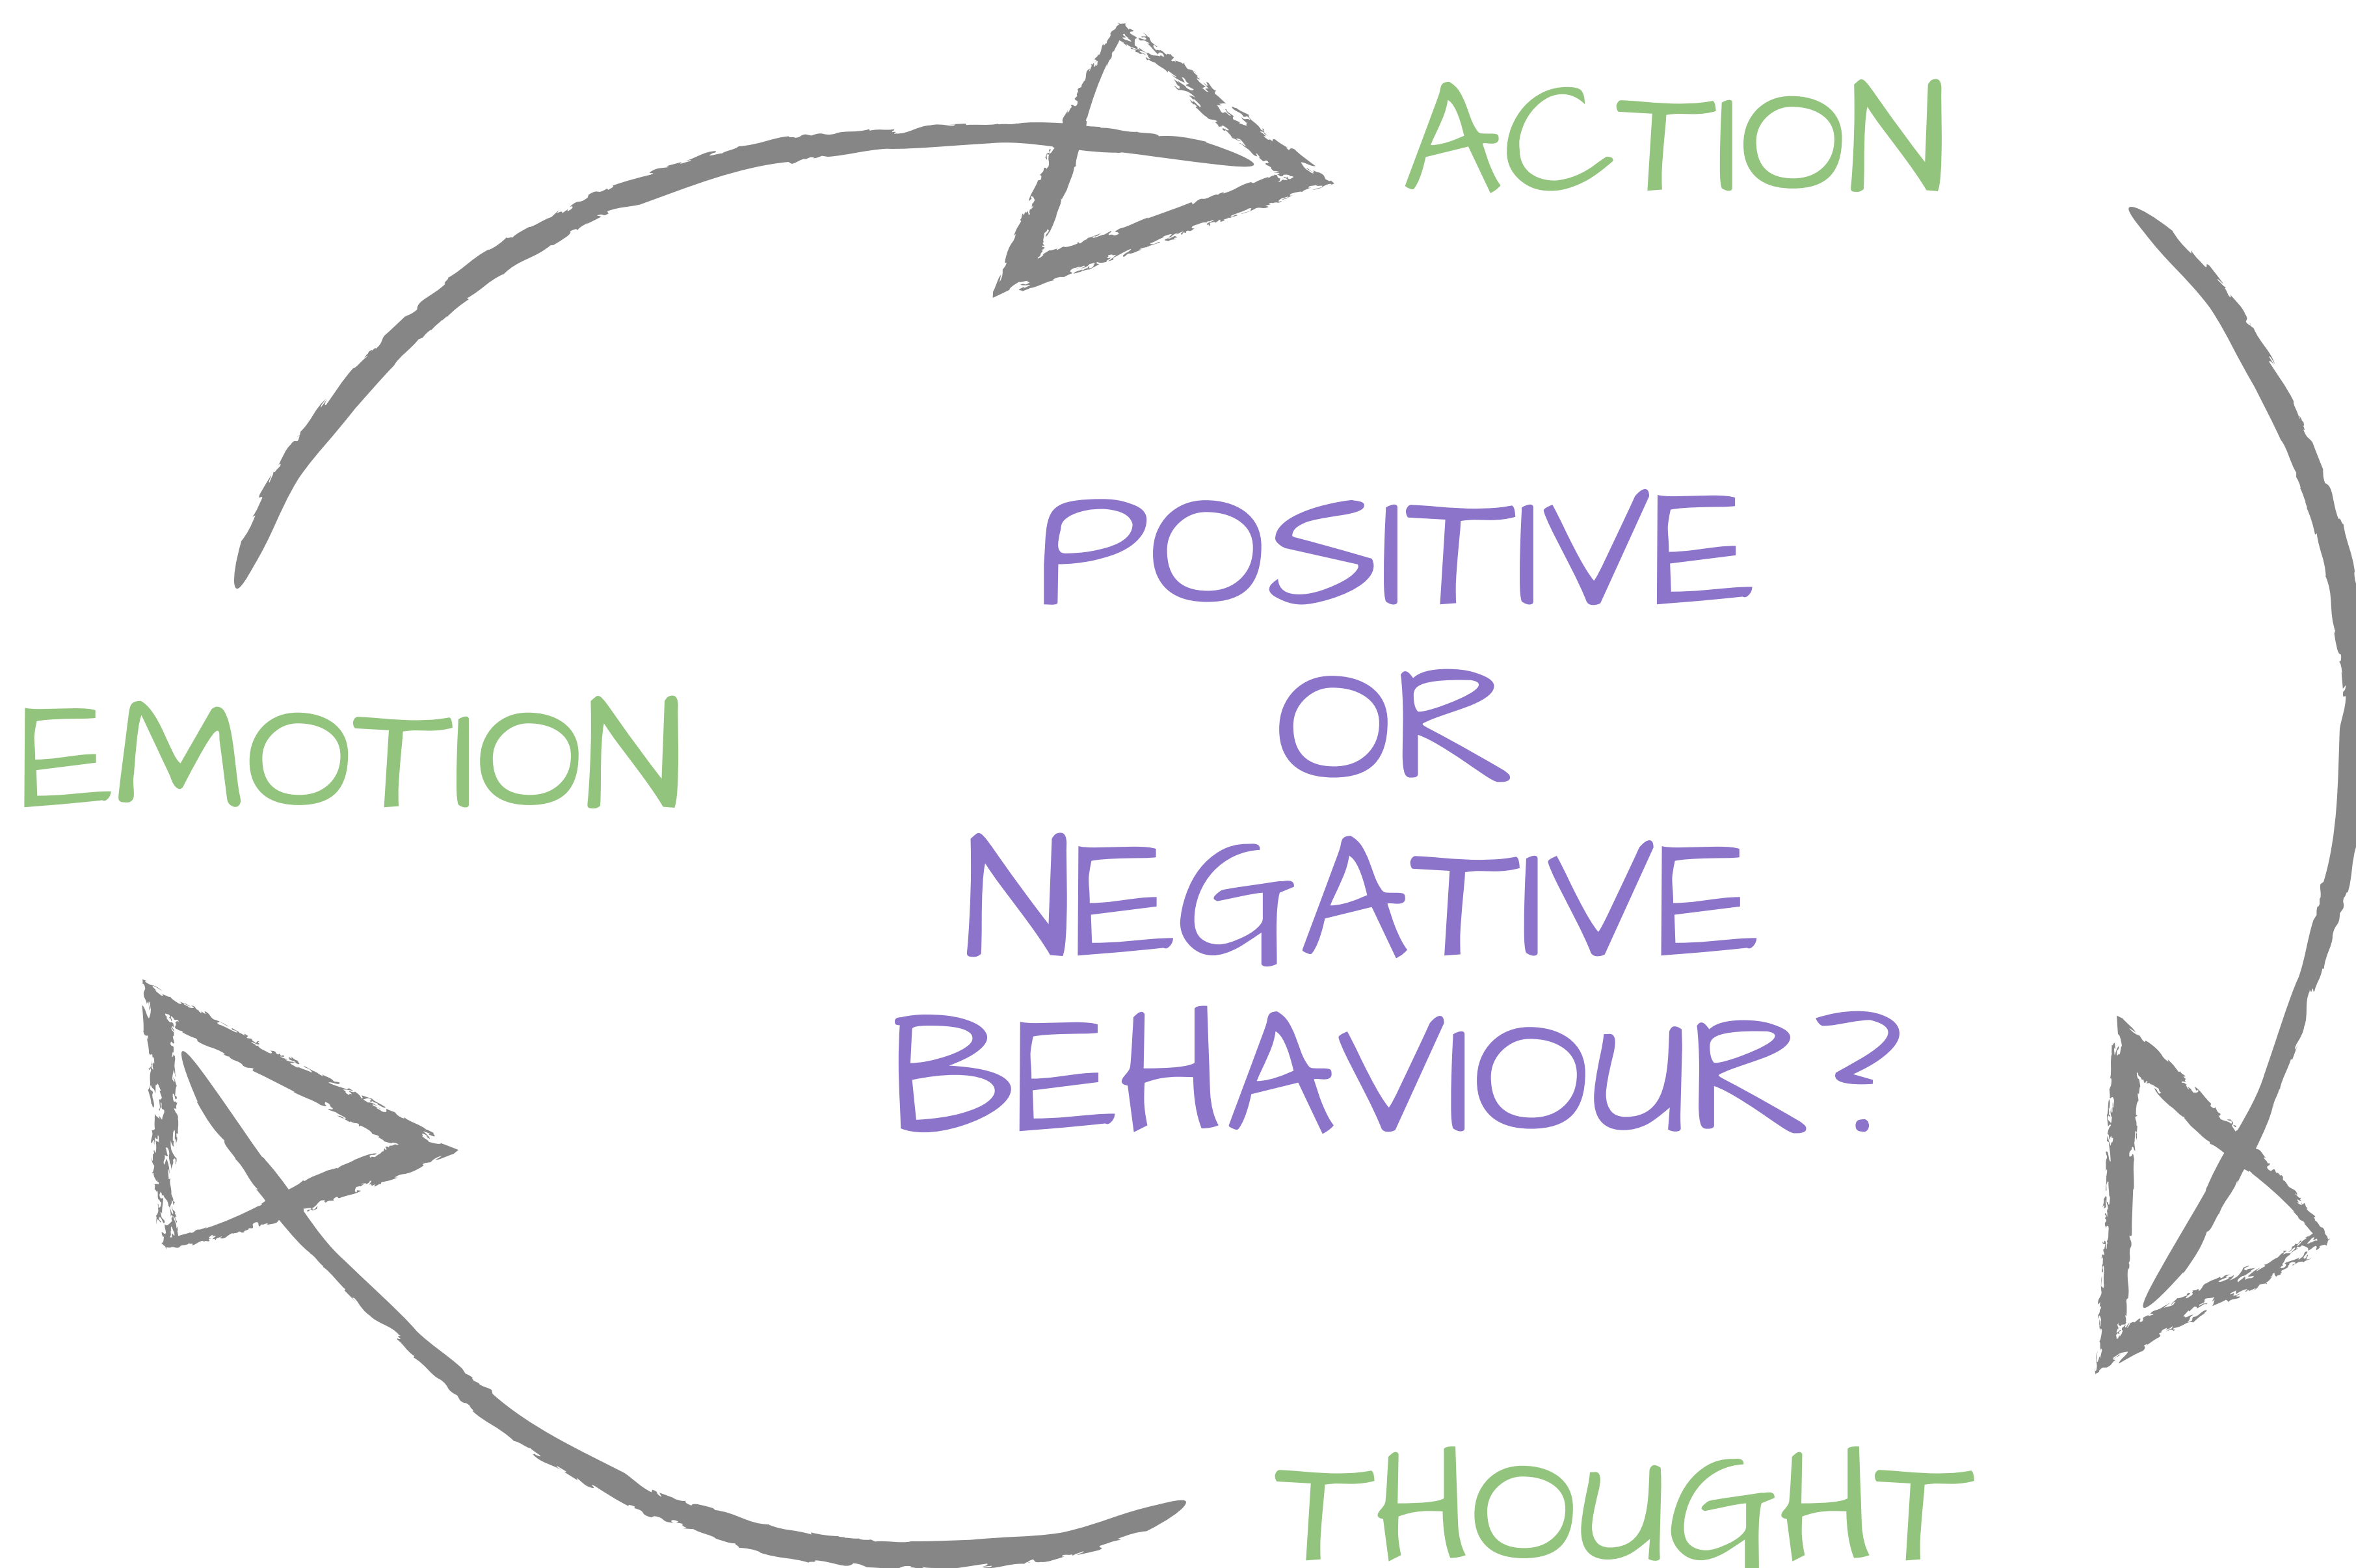 ACTION
POSITIVE
OR
EMOTION
NEGATIVE
BEHAVIOUR?
THOUGHT